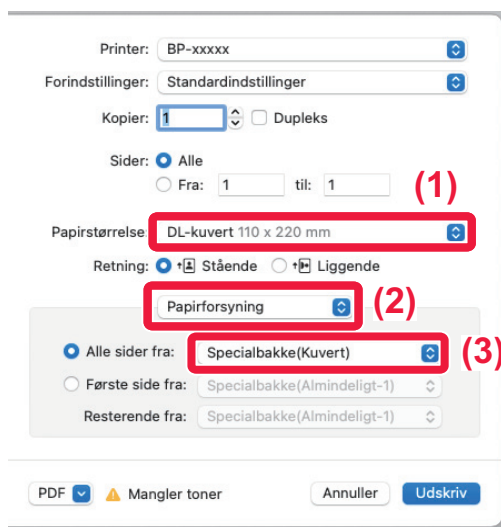 Printer: BP-xxxxx
Forindstillinger: Standardindstillinger
Kopier: 1 Dupleks
Sider: Alle
Fra: 1 til: 1
(1)
Papirstørrelse DL-kuvert 110 x 220 mm
Retning: Stående Liggende
Papirforsyning (2)
Alle sider fra: Specialbakke(Kuvert) (3)
Første side fra: Specialbakke(Almindeligt-1)
Resterende fra: Specialbakke(Almindeligt-1)
PDF Mangler toner Annuller Udskriv